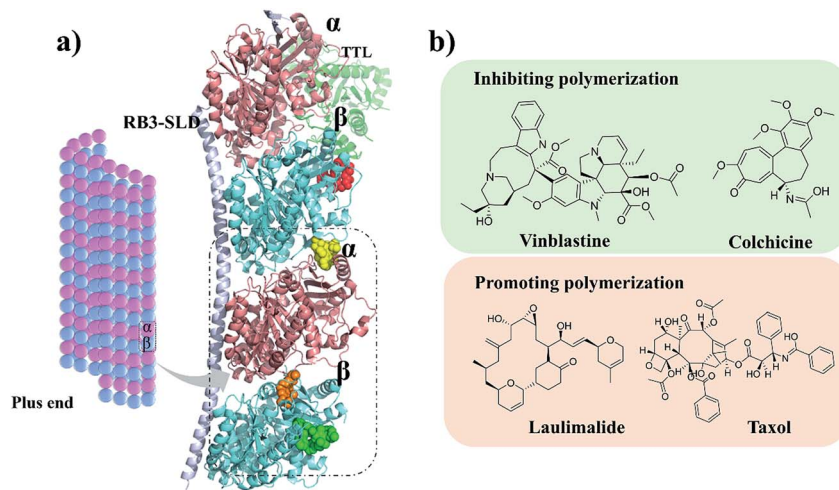 a)
α
TTL
RB3-SLD
β
α
β
α
β
Plus end
b)
Inhibiting polymerization
Vinblastine
Colchicine
Promoting polymerization
Laulimalide
Taxol